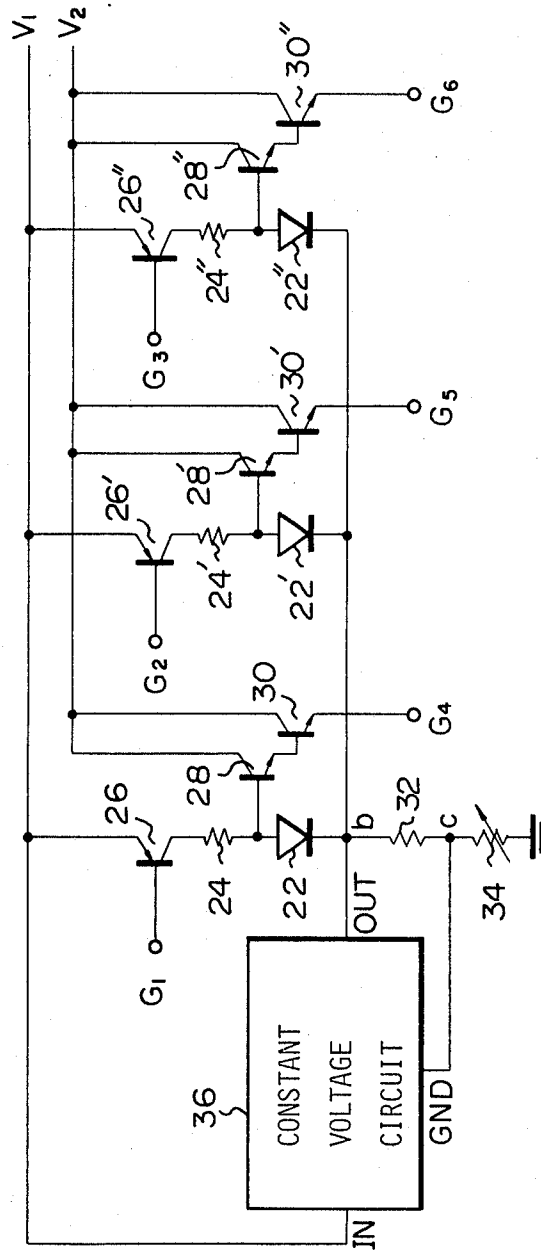 V1
V2
G1
26
24
22
28
30
G4
G2
26'
24'
22'
28'
30'
G5
G3
26"
24"
22"
28"
30"
G6
36
CONSTANT
VOLTAGE
CIRCUIT
IN
OUT
GND
b
32
c
34